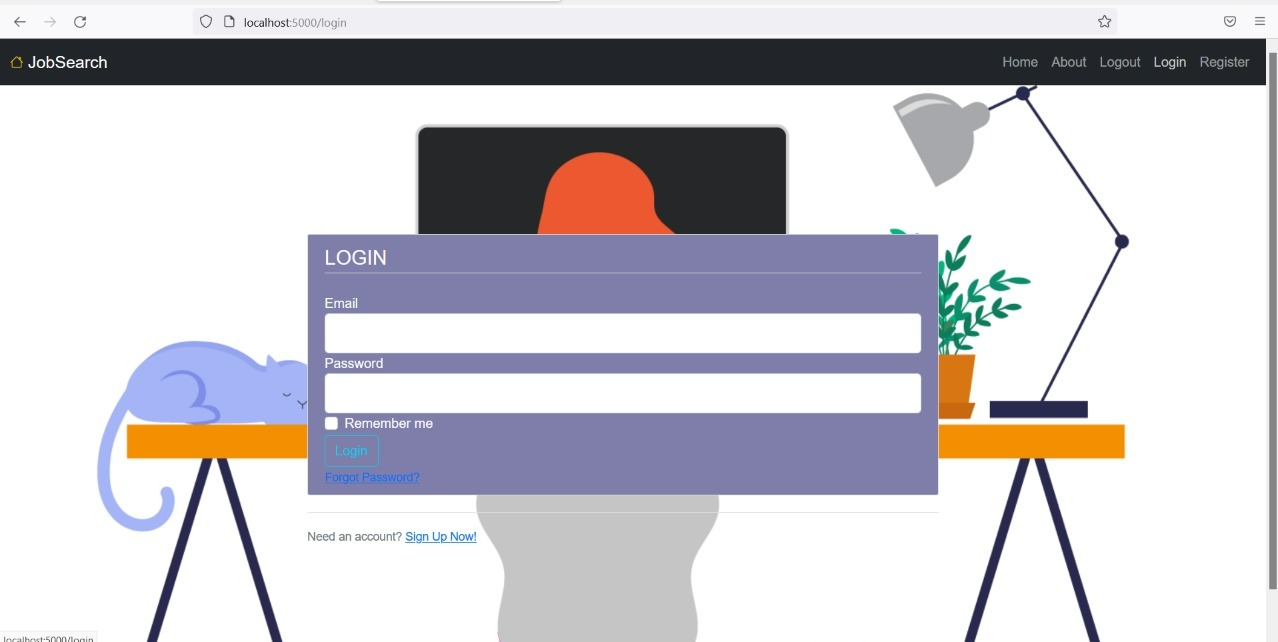 localhost:5000/login
JobSearch Home About Logout Login Register
LOGIN
Email
Password
Remember me
Login
Forgot Password?
Need an account? Sign Up Now!
localhost:5000/login